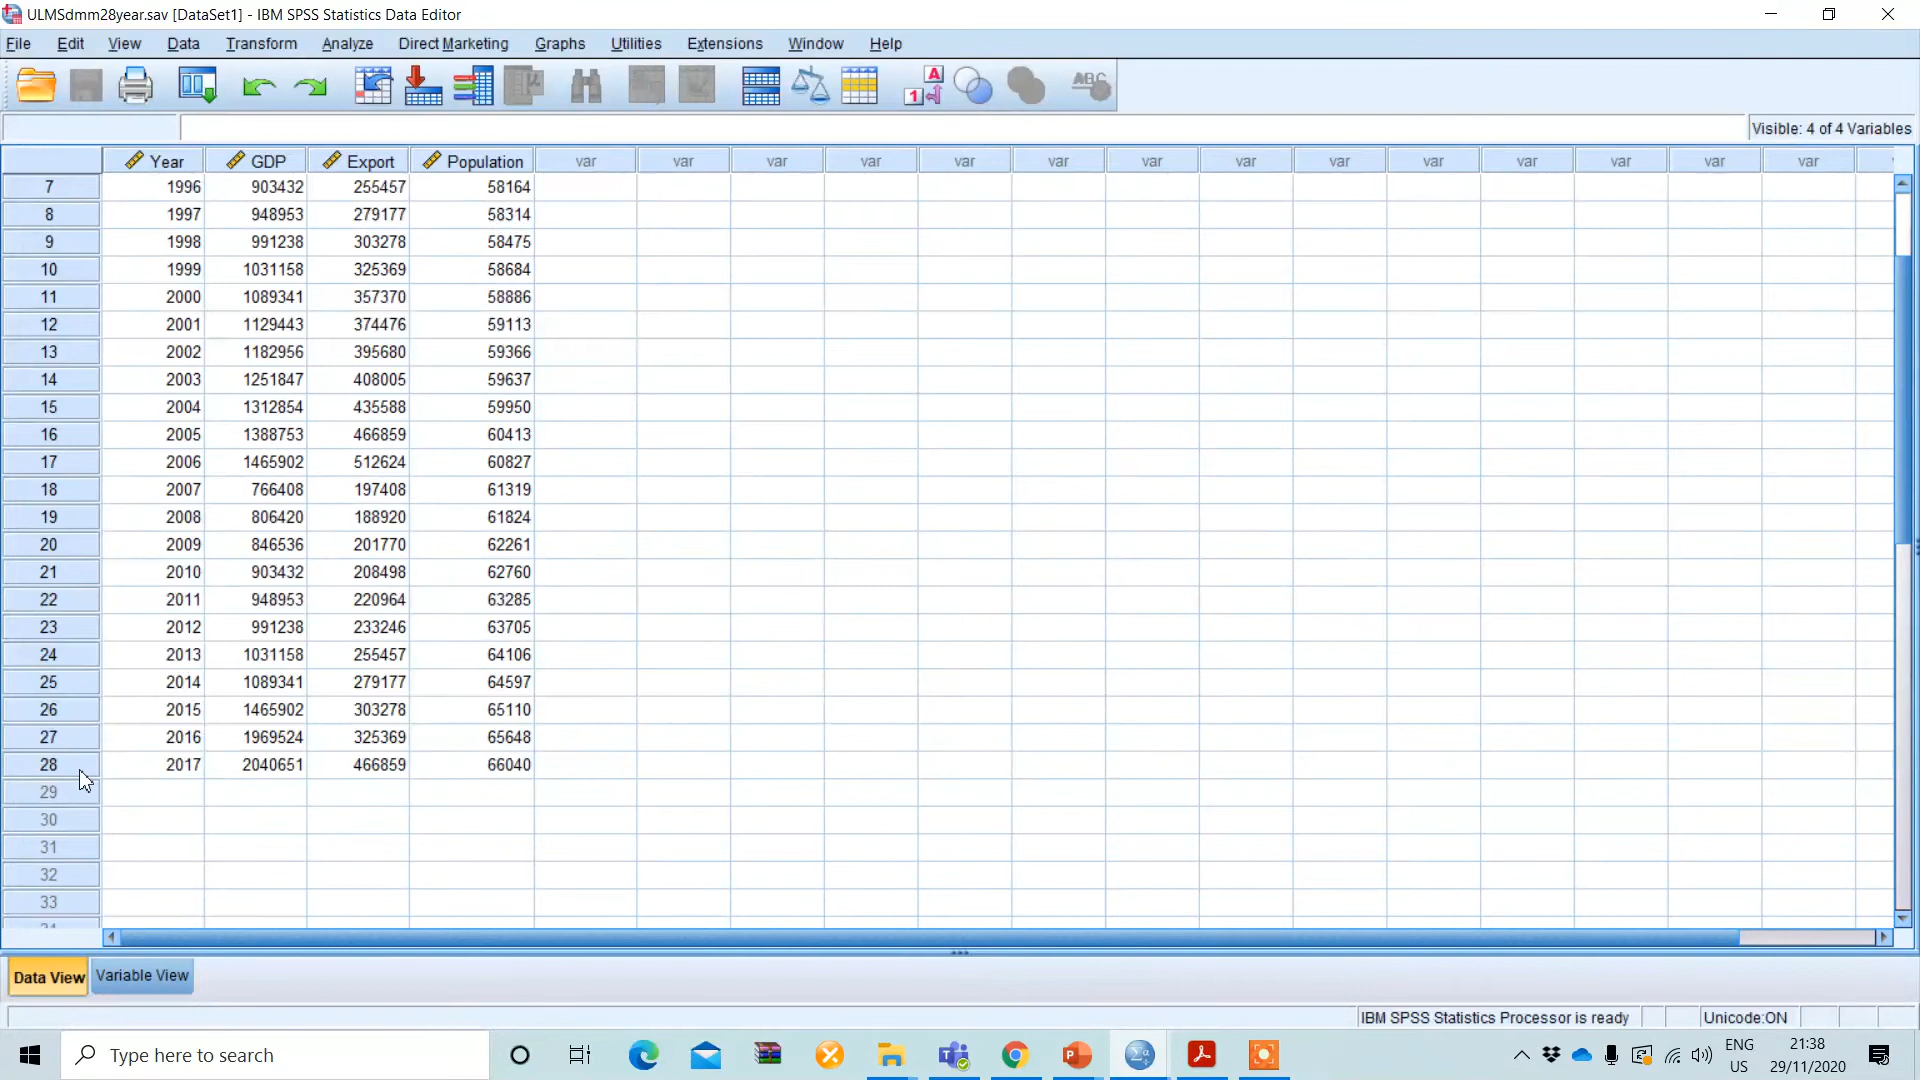 ULMSdmm28year.sav [DataSet1] - IBM SPSS Statistics Data Editor
File Edit View Data Transform Analyze Direct Marketing Graphs Utilities Extensions Window Help
Visible: 4 of 4 Variables
Year GDP Export Population var var var var var var var var var var var var var var
7 1996 903432 255457 58164
8 1997 948953 279177 58314
9 1998 991238 303278 58475
10 1999 1031158 325369 58684
11 2000 1089341 357370 58886
12 2001 1129443 374476 59113
13 2002 1182956 395680 59366
14 2003 1251847 408005 59637
15 2004 1312854 435588 59950
16 2005 1388753 466859 60413
17 2006 1465902 512624 60827
18 2007 766408 197408 61319
19 2008 806420 188920 61824
20 2009 846536 201770 62261
21 2010 903432 208498 62760
22 2011 948953 220964 63285
23 2012 991238 233246 63705
24 2013 1031158 255457 64106
25 2014 1089341 279177 64597
26 2015 1465902 303278 65110
27 2016 1969524 325369 65648
28 2017 2040651 466859 66040
29
30
31
32
33
Data View Variable View
IBM SPSS Statistics Processor is ready Unicode:ON
Type here to search
ENG 21:38
US 29/11/2020